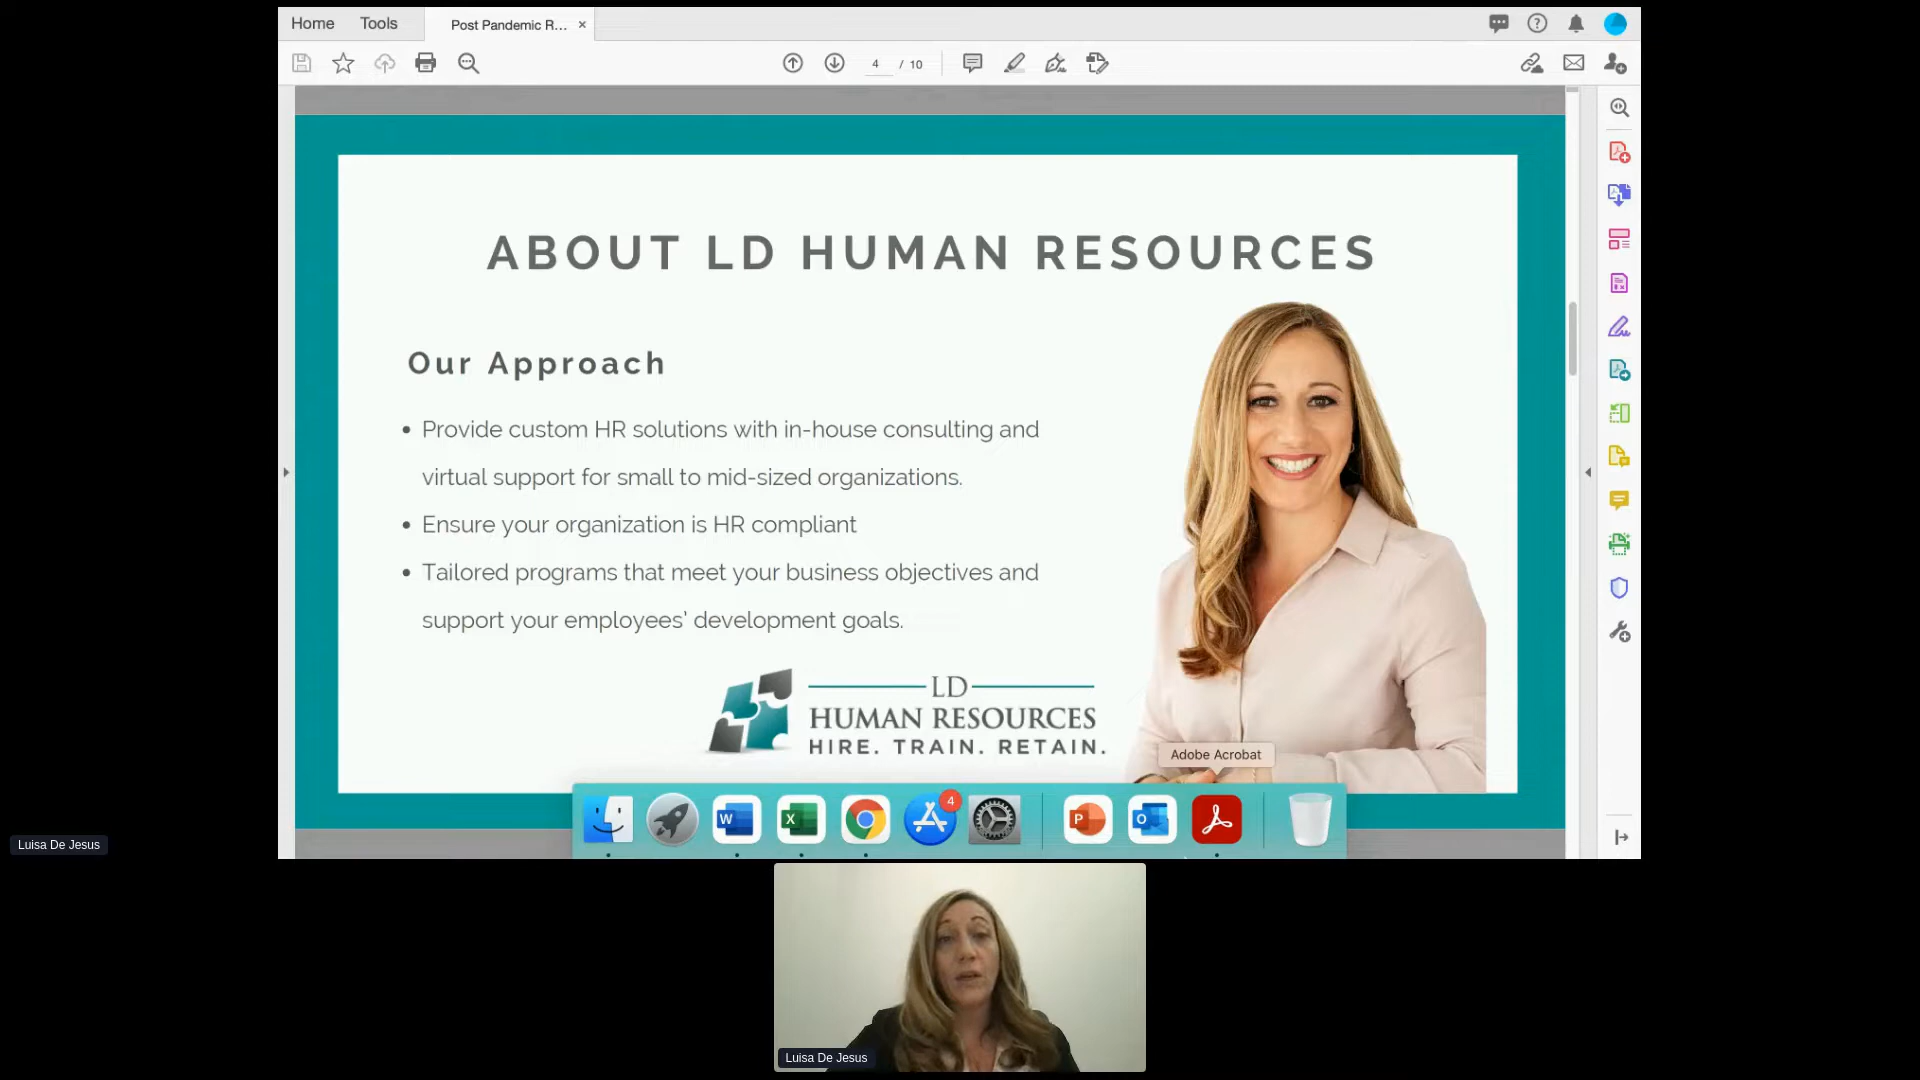 Home Tools Post Pandemic R... ×
4 / 10
ABOUT LD HUMAN RESOURCES
Our Approach
• Provide custom HR solutions with in-house consulting and
virtual support for small to mid-sized organizations.
• Ensure your organization is HR compliant
• Tailored programs that meet your business objectives and
support your employees' development goals.
LD
HUMAN RESOURCES
HIRE. TRAIN. RETAIN.
Adobe Acrobat
4
W X P O
Luisa De Jesus
Luisa De Jesus